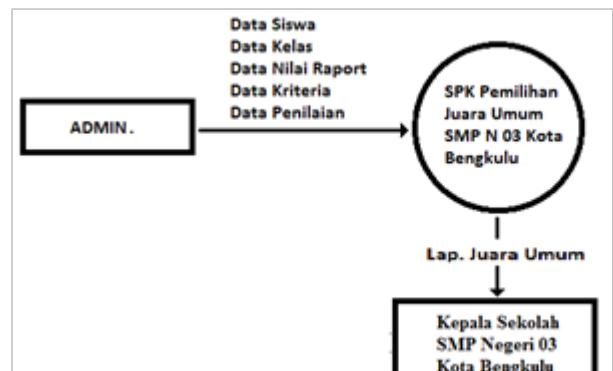 Data Siswa
Data Kelas
Data Nilai Raport
Data Kriteria
Data Penilaian
ADMIN.
SPK Pemilihan
Juara Umum
SMP N 03 Kota
Bengkulu
Lap. Juara Umum
Kepala Sekolah
SMP Negeri 03
Kota Bengkulu